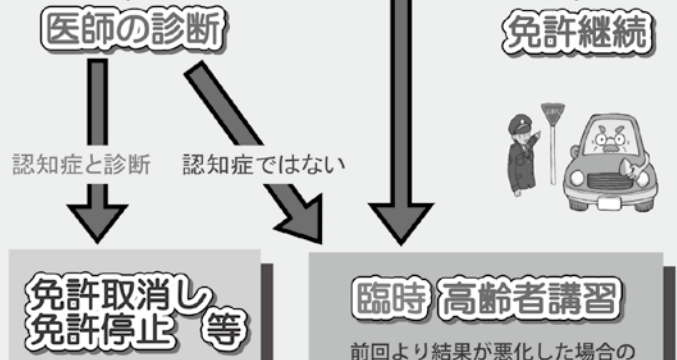 医師の診断
免許継続
認知症と診断
認知症ではない
免許取消し
免許停止 等
臨時 高齢者講習
前回より結果が悪化した場合の